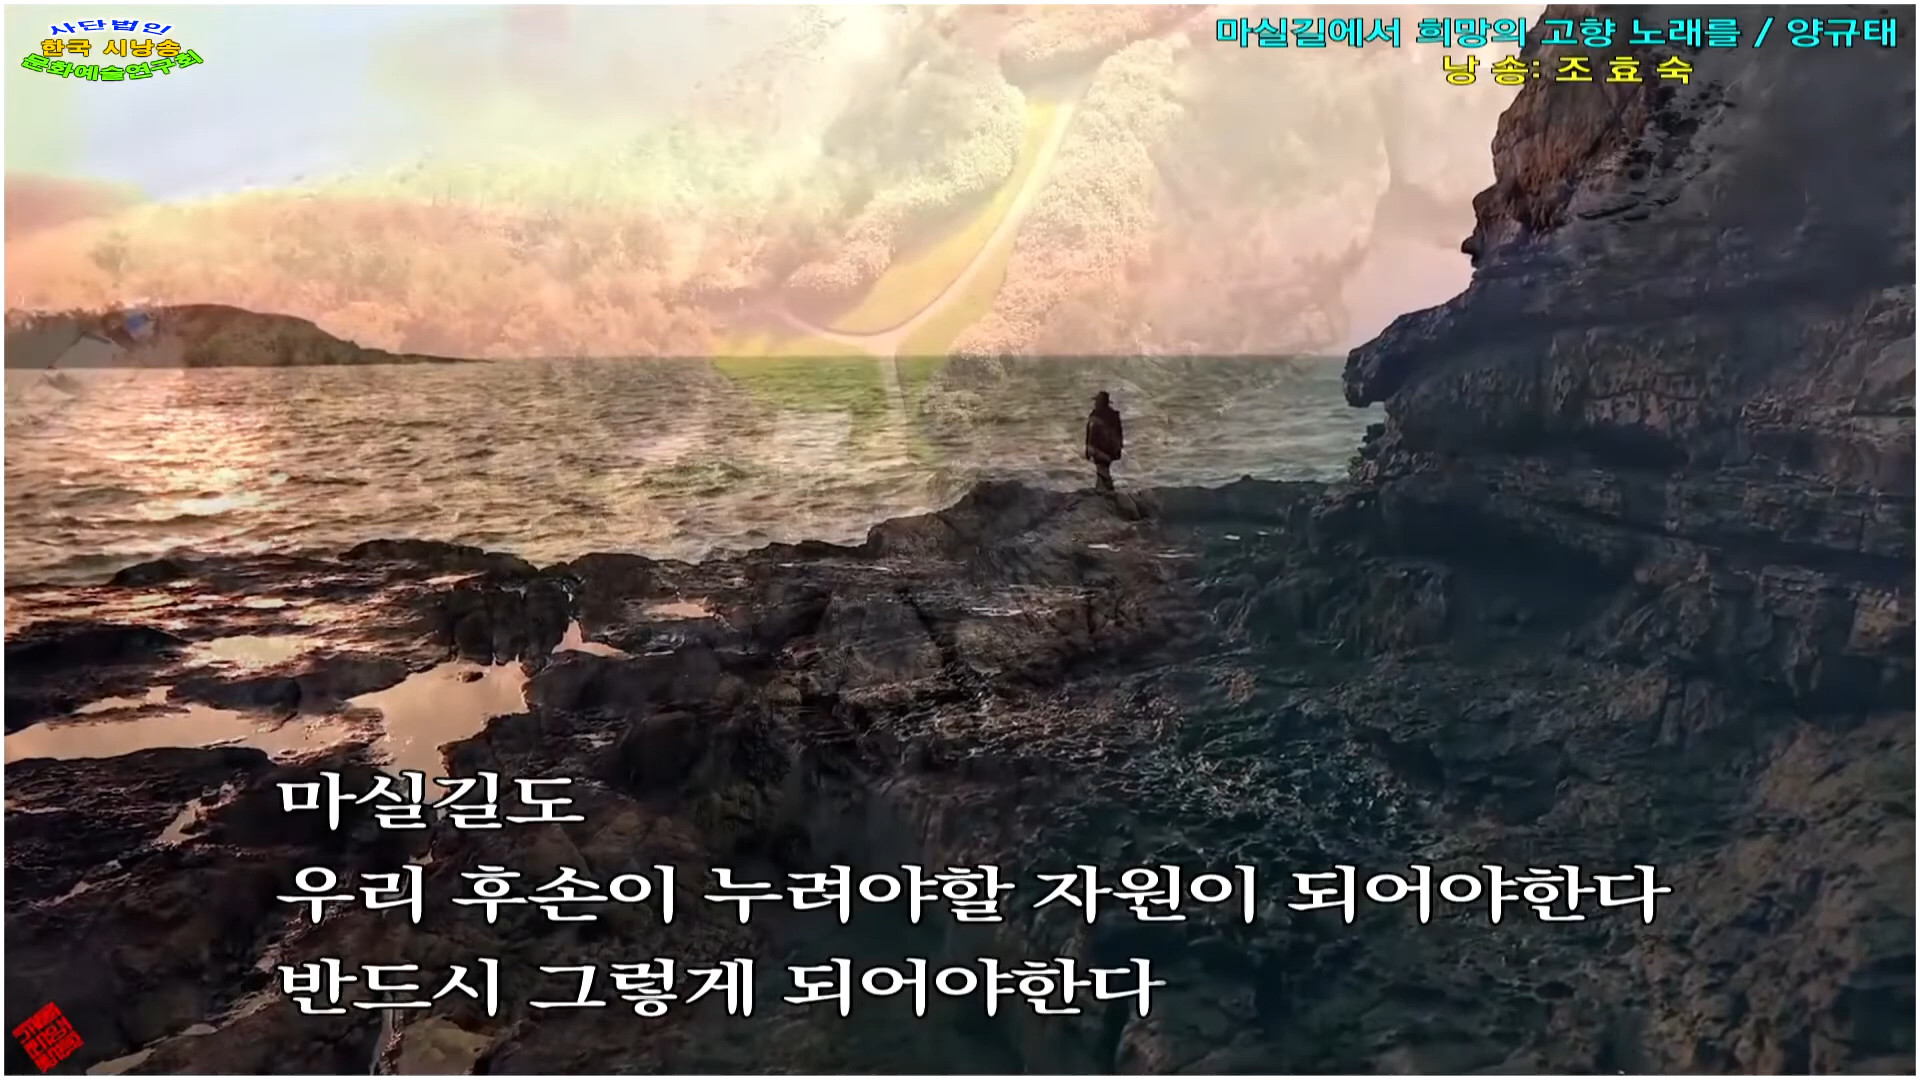 사단법인
한국 시낭송
문화예술연구회
마실길에서 희망의 고향 노래를 / 양규태
낭 송: 조 효 숙
마실길도
우리 후손이 누려야할 자원이 되어야한다
반드시 그렇게 되어야한다